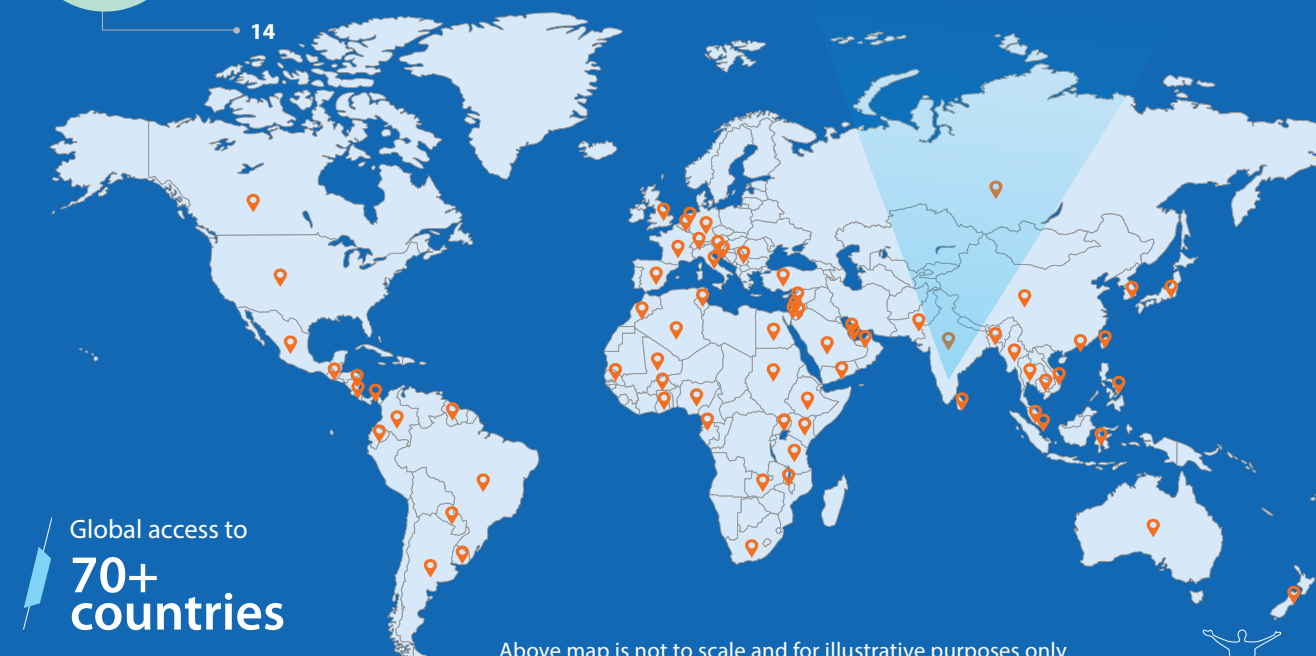 14
Global access to
70+
countries
Above map is not to scale and for illustrative purposes only